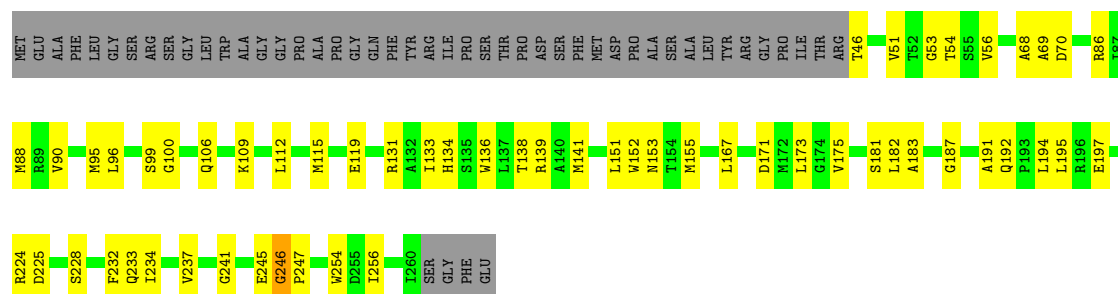 MET GLU ALA PHE LEU GLY SER ARG SER GLY LEU TRP ALA GLY GLY PRO ALA PRO GLY GLN PHE TYR ARG ILE PRO SER THR PRO ASP SER PHE MET ASP PRO ALA SER ALA LEU TYR ARG GLY PRO ILE THR ARG T46 V51 T52 G53 T54 S55 V56 A68 A69 D70 R86 I87
M88 R89 V90 M95 L96 S99 G100 Q106 K109 L112 M115 E119 R131 A132 I133 H134 S135 W136 L137 T138 R139 A140 M141 L151 W152 N153 T154 M155 L167 D171 M172 L173 G174 V175 S181 L182 A183 G187 A191 Q192 P193 L194 L195 R196 E197
R224 D225 S228 F232 Q233 I234 V237 G241 E245 G246 P247 W254 D255 I256 I260 SER GLY PHE GLU